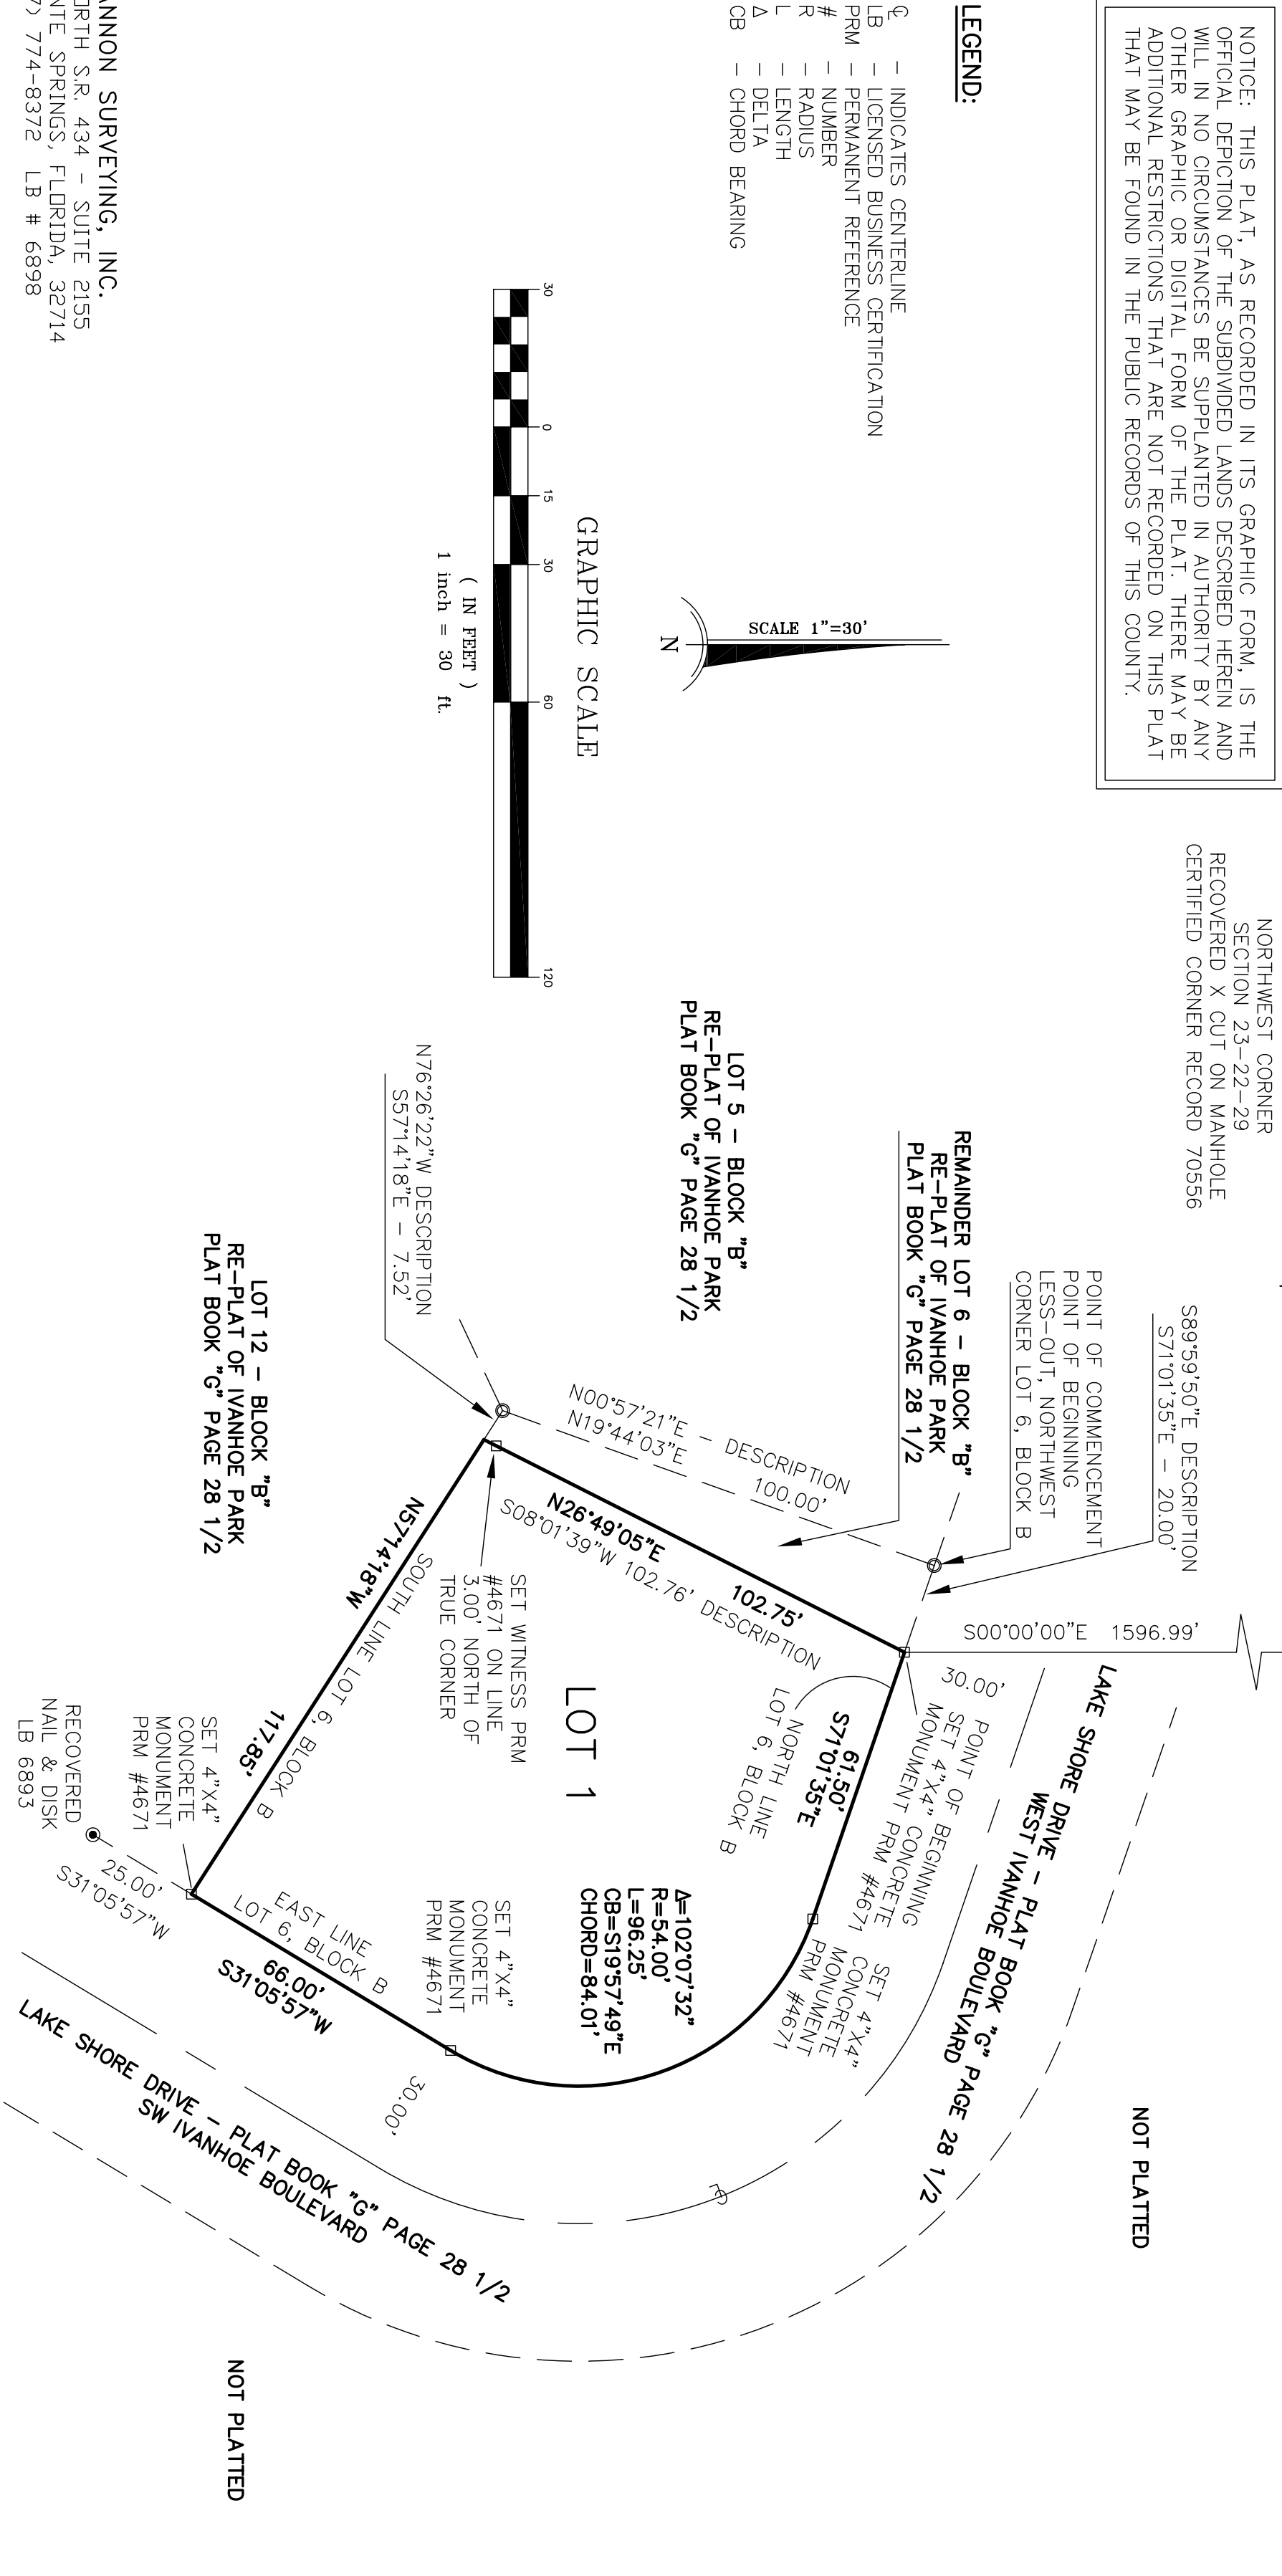 NOTICE: THIS PLAT, AS RECORDED IN ITS GRAPHIC FORM, IS THE
OFFICIAL DEPICTION OF THE SUBDIVIDED LANDS DESCRIBED HEREIN AND
WILL IN NO CIRCUMSTANCES BE SUPPLANTED IN AUTHORITY BY ANY
OTHER GRAPHIC OR DIGITAL FORM OF THE PLAT. THERE MAY BE
ADDITIONAL RESTRICTIONS THAT ARE NOT RECORDED ON THIS PLAT
THAT MAY BE FOUND IN THE PUBLIC RECORDS OF THIS COUNTY.
LEGEND:
℄ – INDICATES CENTERLINE
LB – LICENSED BUSINESS CERTIFICATION
PRM – PERMANENT REFERENCE
# – NUMBER
R – RADIUS
L – LENGTH
Δ – DELTA
CB – CHORD BEARING
SCALE 1"=30'
N
GRAPHIC SCALE
30 0 15 30 60 120
( IN FEET )
1 inch = 30 ft.
ANNON SURVEYING, INC.
ORTH S.R. 434 – SUITE 2155
NTE SPRINGS, FLORIDA, 32714
7) 774-8372 LB # 6898
NORTHWEST CORNER
SECTION 23–22–29
RECOVERED X CUT ON MANHOLE
CERTIFIED CORNER RECORD 70556
S89°59'50"E DESCRIPTION
S71°01'35"E – 20.00'
POINT OF COMMENCEMENT
POINT OF BEGINNING
LESS–OUT, NORTHWEST
CORNER LOT 6, BLOCK B
REMAINDER LOT 6 – BLOCK "B"
RE–PLAT OF IVANHOE PARK
PLAT BOOK "G" PAGE 28 1/2
LOT 5 – BLOCK "B"
RE–PLAT OF IVANHOE PARK
PLAT BOOK "G" PAGE 28 1/2
N76°26'22"W DESCRIPTION
S57°14'18"E – 7.52'
LOT 12 – BLOCK "B"
RE–PLAT OF IVANHOE PARK
PLAT BOOK "G" PAGE 28 1/2
S00°00'00"E 1596.99'
N00°57'21"E – DESCRIPTION
N19°44'03"E 100.00'
N26°49'05"E 102.75'
S08°01'39"W 102.76' DESCRIPTION
SET WITNESS PRM
#4671 ON LINE
3.00' NORTH OF
TRUE CORNER
30.00'
POINT OF BEGINNING
SET 4"X4" CONCRETE
MONUMENT PRM #4671
61.50'
S71°01'35"E
NORTH LINE
LOT 6, BLOCK B
LAKE SHORE DRIVE – PLAT BOOK "G" PAGE 28 1/2
WEST IVANHOE BOULEVARD
SET 4"X4"
CONCRETE
MONUMENT
PRM #4671
LOT 1
Δ=102°07'32"
R=54.00'
L=96.25'
CB=S19°57'49"E
CHORD=84.01'
SOUTH LINE LOT 6, BLOCK B
N57°14'18"W 117.85'
SET 4"X4"
CONCRETE
MONUMENT
PRM #4671
SET 4"X4"
CONCRETE
MONUMENT
PRM #4671
EAST LINE
LOT 6, BLOCK B
66.00'
S31°05'57"W
RECOVERED
NAIL & DISK
LB 6893
25.00'
S31°05'57"W
30.00'
℄
LAKE SHORE DRIVE – PLAT BOOK "G" PAGE 28 1/2
SW IVANHOE BOULEVARD
NOT PLATTED
NOT PLATTED